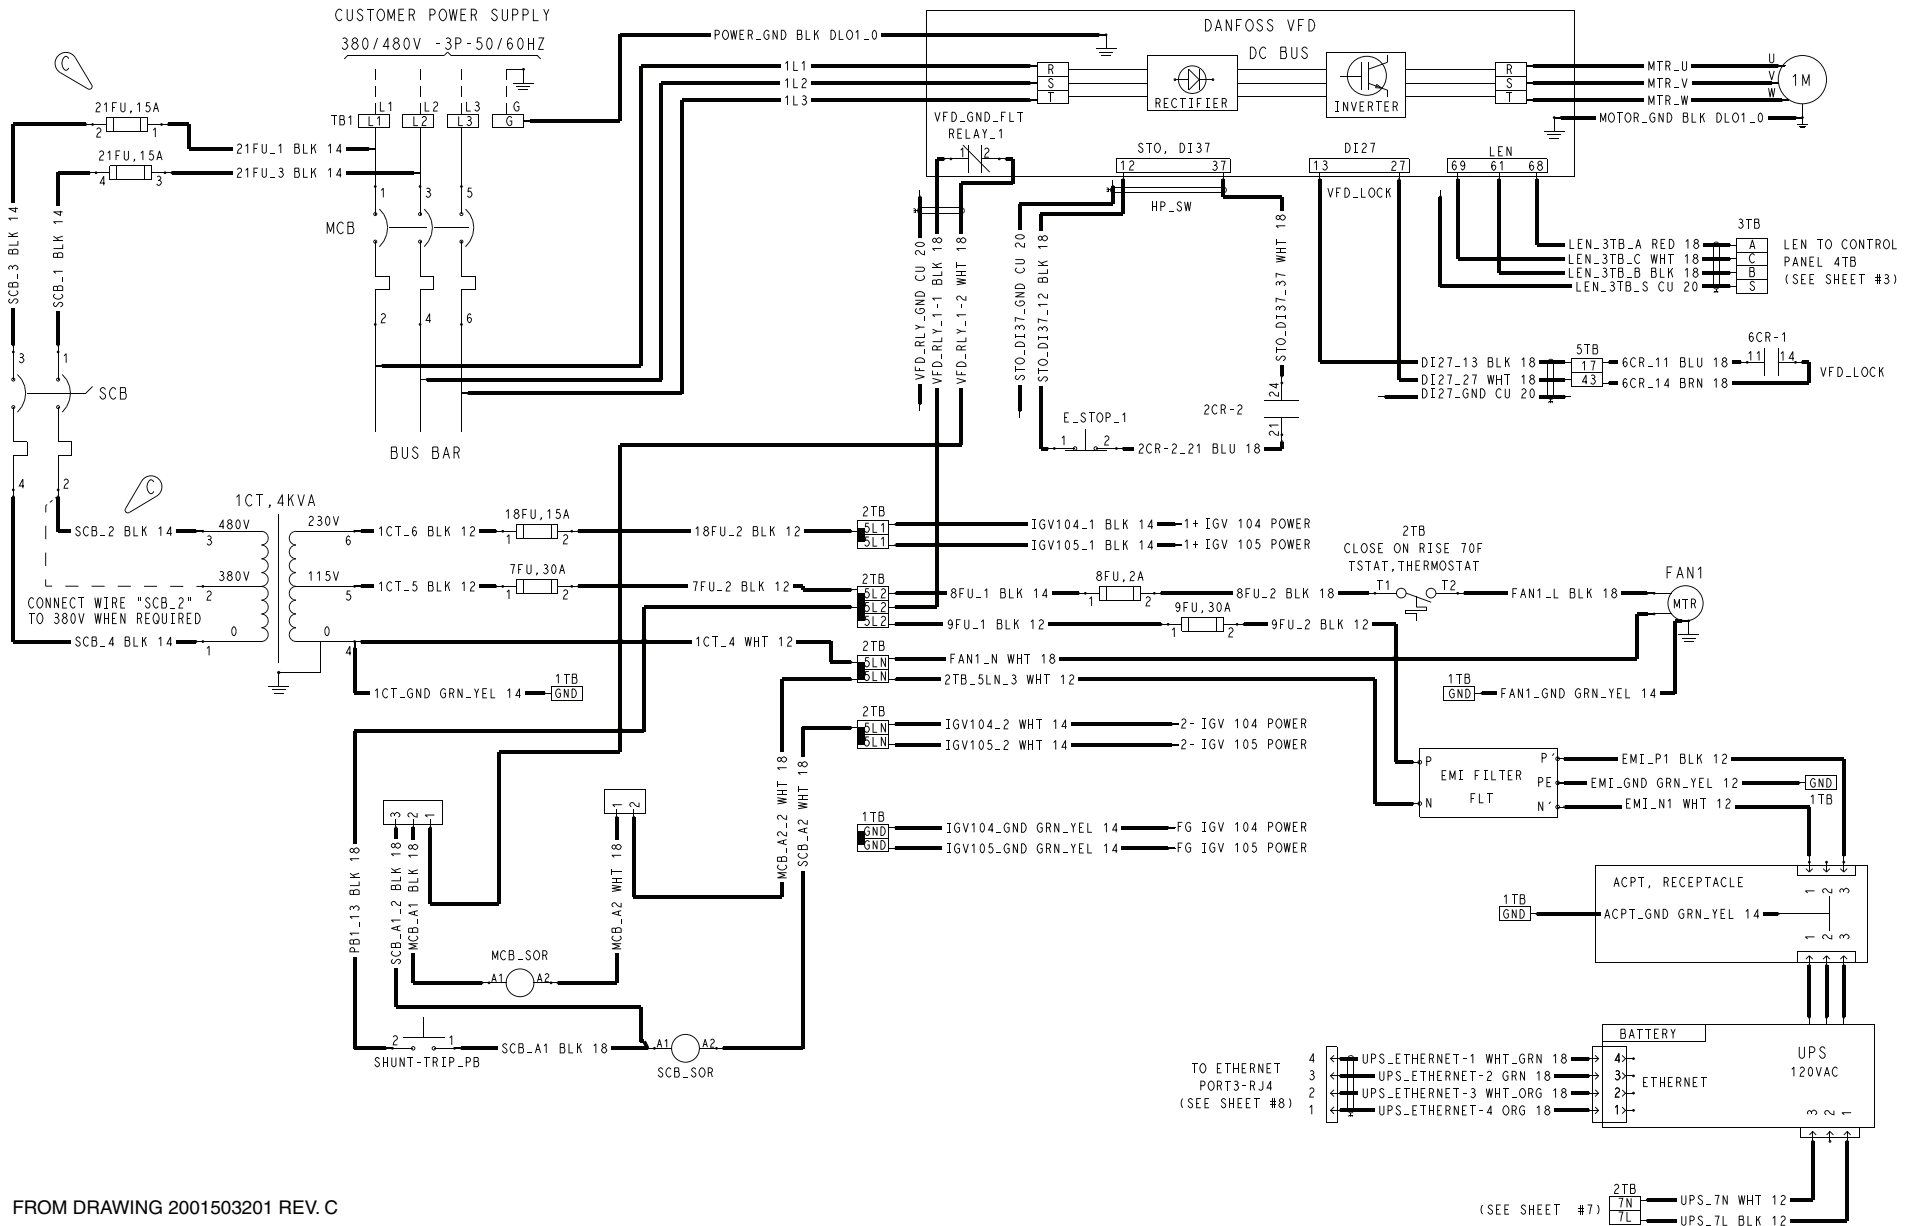 CUSTOMER POWER SUPPLY
380/480V -3P-50/60HZ
POWER_GND BLK DLO1_0
1L1
1L2
1L3
DANFOSS VFD
DC BUS
R
S
T
RECTIFIER
INVERTER
R
S
T
MTR_U
MTR_V
MTR_W
U
V
W
1M
MOTOR_GND BLK DLO1_0
C
21FU,15A
2 1
21FU,15A
4 3
21FU_1 BLK 14
21FU_3 BLK 14
L1 L2 L3 G
TB1 L1 L2 L3 G
1 3 5
MCB
2 4 6
BUS BAR
VFD_GND_FLT
RELAY_1
1 2
STO, DI37
12 37
HP_SW
DI27
13 27
VFD_LOCK
LEN
69 61 68
3TB
LEN_3TB_A RED 18 A
LEN_3TB_C WHT 18 C
LEN_3TB_B BLK 18 B
LEN_3TB_S CU 20 S
LEN TO CONTROL
PANEL 4TB
(SEE SHEET #3)
SCB_3 BLK 14
SCB_1 BLK 14
3 1
SCB
4 2
VFD_RLY_GND CU 20
VFD_RLY_1-1 BLK 18
VFD_RLY_1-2 WHT 18
STO_DI37_GND CU 20
STO_DI37_12 BLK 18
STO_DI37_37 WHT 18
24
2CR-2
21
E_STOP_1
1 2
2CR-2_21 BLU 18
DI27_13 BLK 18
DI27_27 WHT 18
DI27_GND CU 20
5TB
17
43
6CR_11 BLU 18
6CR_14 BRN 18
6CR-1
11 14
VFD_LOCK
C
1CT,4KVA
SCB_2 BLK 14
480V
3
380V
2
0
1
CONNECT WIRE "SCB_2"
TO 380V WHEN REQUIRED
SCB_4 BLK 14
230V
6
115V
5
0
4
1CT_6 BLK 12
18FU,15A
1 2
18FU_2 BLK 12
1CT_5 BLK 12
7FU,30A
1 2
7FU_2 BLK 12
1CT_4 WHT 12
1CT_GND GRN_YEL 14
1TB
GND
2TB
5L1
5L1
IGV104_1 BLK 14 1+ IGV 104 POWER
IGV105_1 BLK 14 1+ IGV 105 POWER
2TB
5L2
5L2
5L2
8FU_1 BLK 14
8FU,2A
1 2
8FU_2 BLK 18
9FU_1 BLK 12
9FU,30A
1 2
9FU_2 BLK 12
2TB
CLOSE ON RISE 70F
TSTAT,THERMOSTAT
T1 T2
FAN1_L BLK 18
FAN1
MTR
2TB
5LN
5LN
FAN1_N WHT 18
2TB_5LN_3 WHT 12
1TB
GND
FAN1_GND GRN_YEL 14
2TB
5LN
5LN
IGV104_2 WHT 14 2- IGV 104 POWER
IGV105_2 WHT 14 2- IGV 105 POWER
1TB
GND
GND
IGV104_GND GRN_YEL 14 FG IGV 104 POWER
IGV105_GND GRN_YEL 14 FG IGV 105 POWER
P
N
EMI FILTER
FLT
P'
PE
N'
EMI_P1 BLK 12
EMI_GND GRN_YEL 12
GND
1TB
EMI_N1 WHT 12
3 2 1
1 2
PB1_13 BLK 18
SCB_A1_2 BLK 18
MCB_A1 BLK 18
MCB_A2 WHT 18
MCB_A2_2 WHT 18
SCB_A2 WHT 18
MCB_SOR
A1 A2
2 1
SHUNT-TRIP_PB
SCB_A1 BLK 18
A1 A2
SCB_SOR
ACPT, RECEPTACLE
1 2 3
1TB
GND
ACPT_GND GRN_YEL 14
1 2 3
BATTERY
UPS
120VAC
ETHERNET
TO ETHERNET
PORT3-RJ4
(SEE SHEET #8)
4 UPS_ETHERNET-1 WHT_GRN 18 4
3 UPS_ETHERNET-2 GRN 18 3
2 UPS_ETHERNET-3 WHT_ORG 18 2
1 UPS_ETHERNET-4 ORG 18 1
3 2 1
(SEE SHEET #7)
2TB
7N
7L
UPS_7N WHT 12
UPS_7L BLK 12
FROM DRAWING 2001503201 REV. C